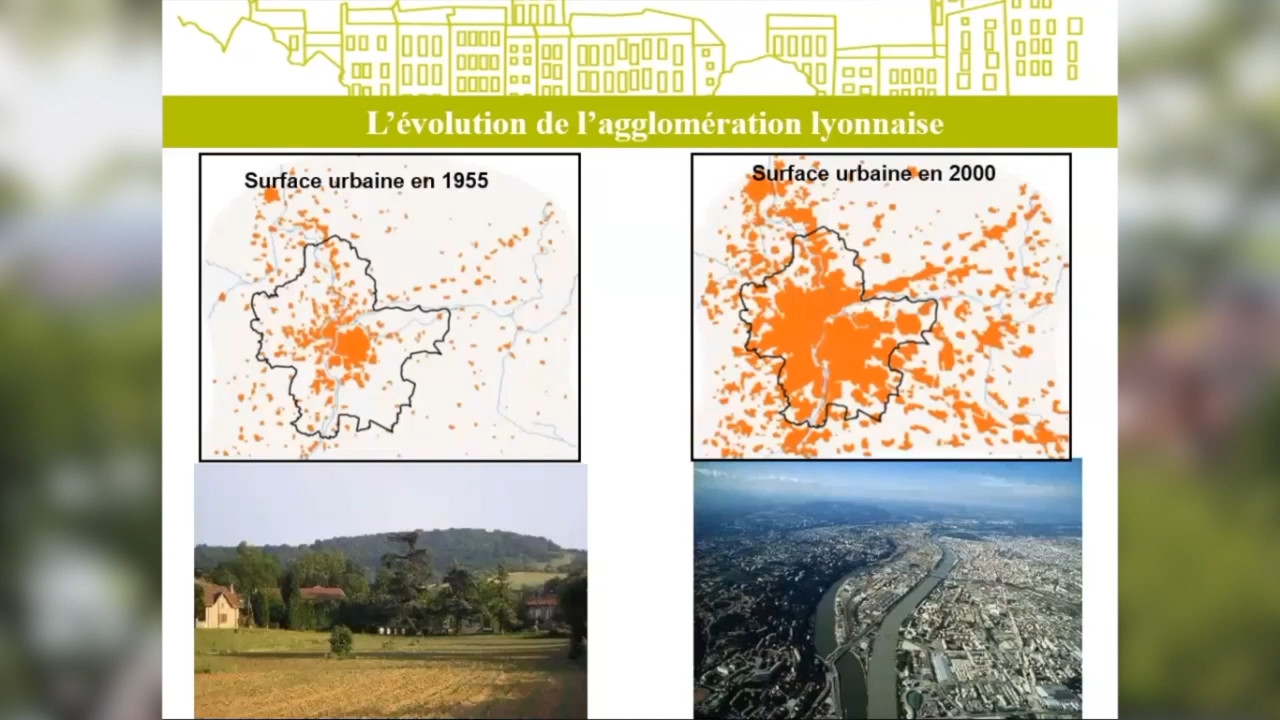 L’évolution de l’agglomération lyonnaise
Surface urbaine en 1955
Surface urbaine en 2000